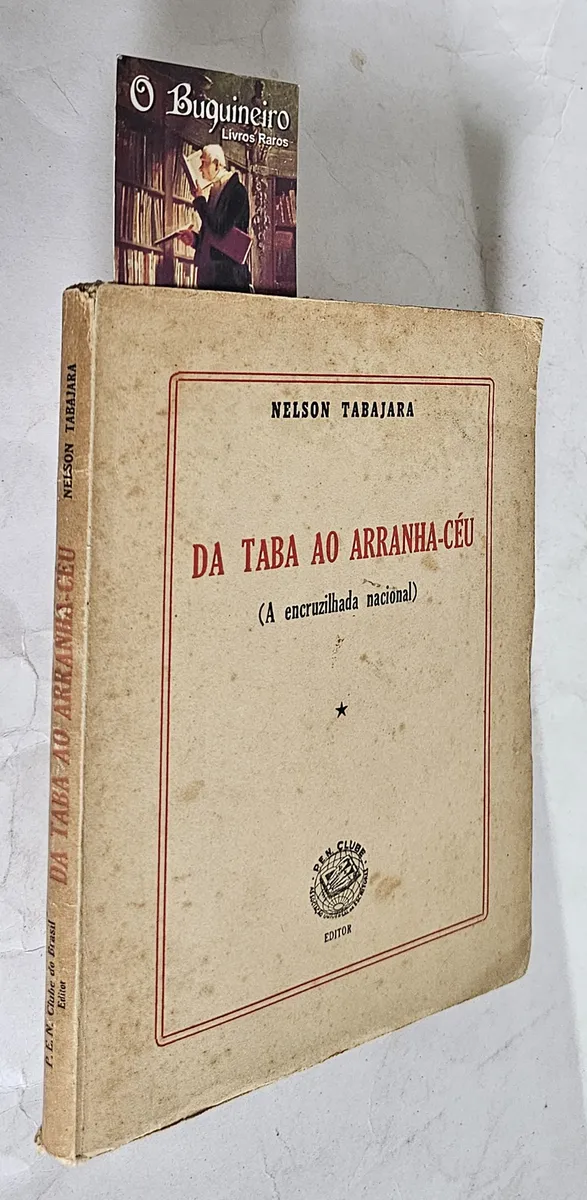 O Buquineiro
Livros Raros
NELSON TABAJARA
DA TABA AO ARRANHA-CÉU
(A encruzilhada nacional)
P.E.N. CLUBE
EDITOR
NELSON TABAJARA
DA TABA AO ARRANHA-CÉU
P. E. N. Clube do Brasil
Editor